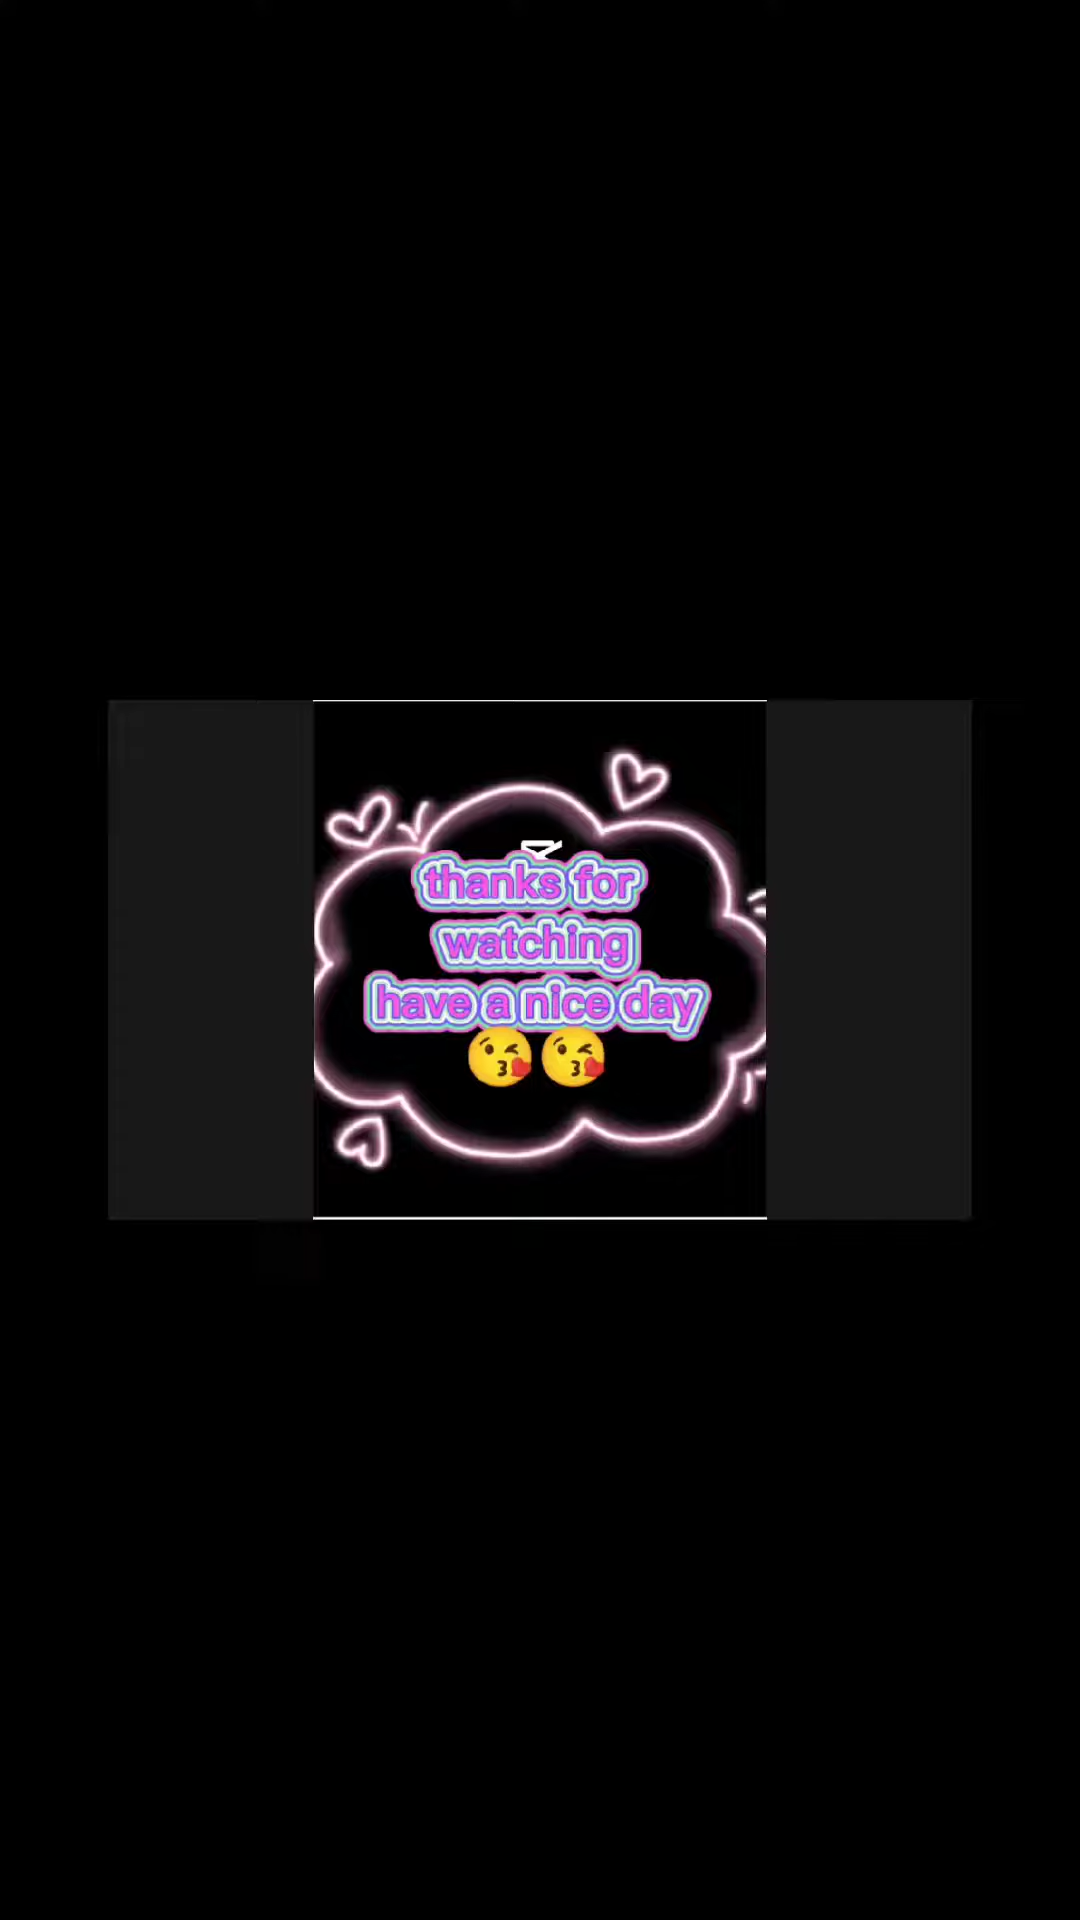 thanks for
watching
have a nice day
😘 😘